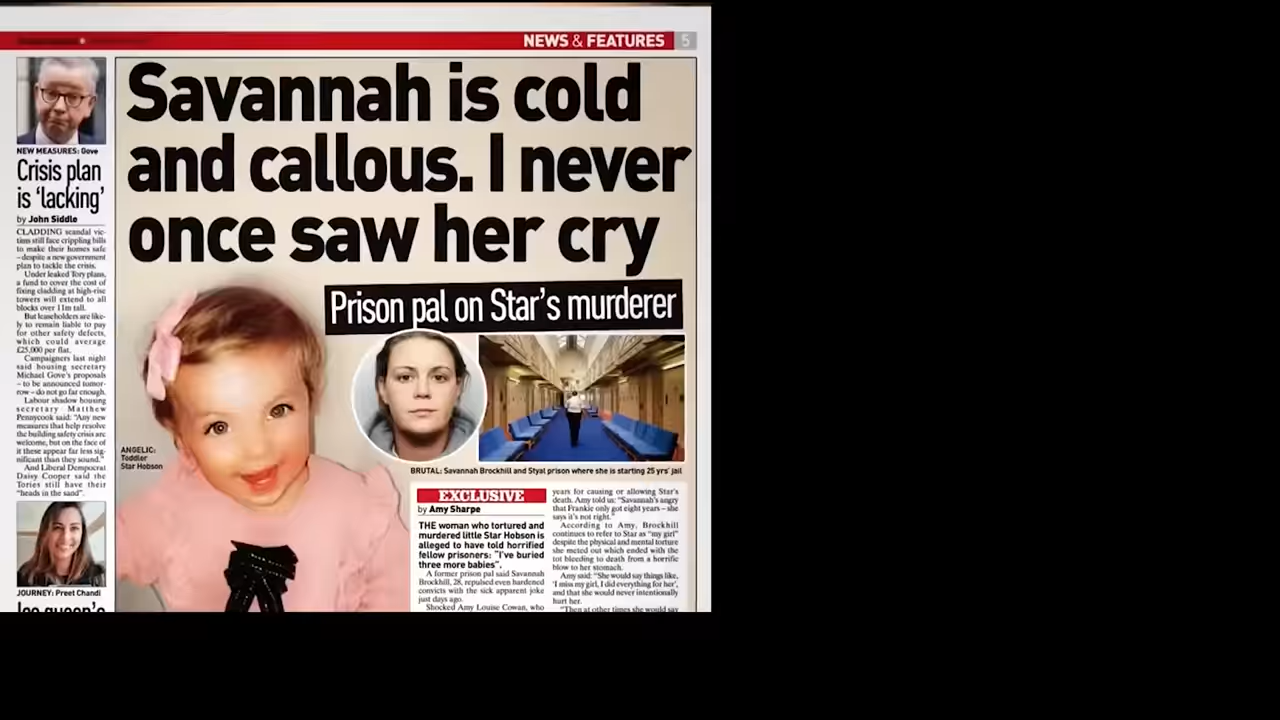 NEWS & FEATURES 5
NEW MEASURES: Gove
Crisis plan
is ‘lacking’
by John Siddle
CLADDING scandal vic-
tims still face crippling bills
to make their homes safe
– despite a new government
plan to tackle the crisis.
Under leaked Tory plans,
a fund to cover the cost of
fixing cladding at high-rise
towers will extend to all
blocks over 11m tall.
But leaseholders are like-
ly to remain liable to pay
for other safety defects,
which could average
£25,000 per flat.
Campaigners last night
said housing secretary
Michael Gove’s proposals
– to be announced tomor-
row – do not go far enough.
Labour shadow housing
secretary Matthew
Pennycook said: “Any new
measures that help resolve
the building safety crisis are
welcome, but on the face of
it these appear far less sig-
nificant than they sound.”
And Liberal Democrat
Daisy Cooper said the
Tories still have their
“heads in the sand”.
JOURNEY: Preet Chandi
Ice queen’s
Savannah is cold
and callous. I never
once saw her cry
Prison pal on Star’s murderer
ANGELIC:
Toddler
Star Hobson
BRUTAL: Savannah Brockhill and Styal prison where she is starting 25 yrs’ jail
EXCLUSIVE
by Amy Sharpe
THE woman who tortured and
murdered little Star Hobson is
alleged to have told horrified
fellow prisoners: “I’ve buried
three more babies”.
A former prison pal said Savannah
Brockhill, 28, repulsed even hardened
convicts with the sick apparent joke
just days ago.
Shocked Amy Louise Cowan, who
years for causing or allowing Star’s
death. Amy told us: “Savannah’s angry
that Frankie only got eight years – she
says it’s not right.”
According to Amy, Brockhill
continues to refer to Star as “my girl”
despite the physical and mental torture
she meted out which ended with the
tot bleeding to death from a horrific
blow to her stomach.
Amy said: “She would say things like,
‘I miss my girl, I did everything for her’,
and that she would never intentionally
hurt her.
“Then at other times she would say